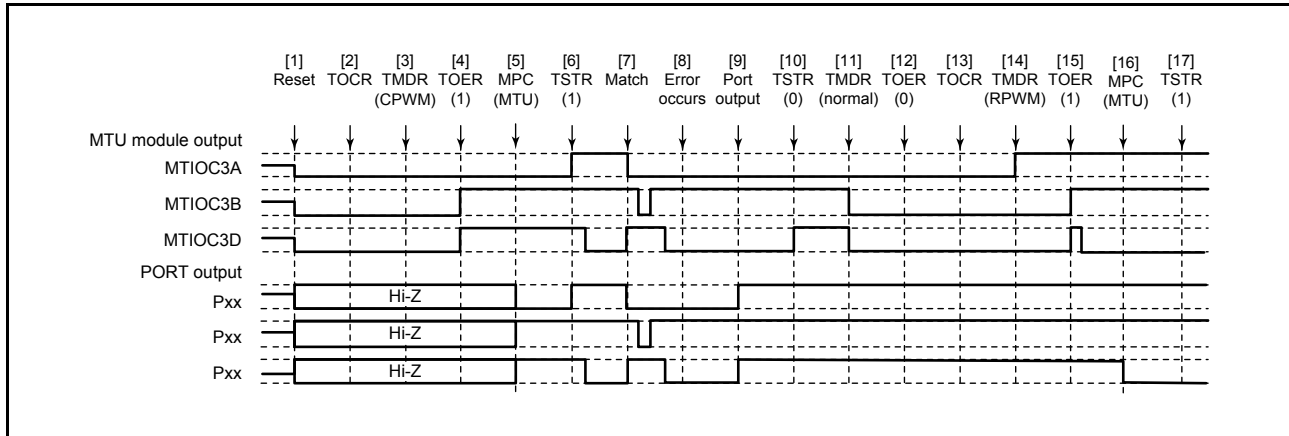 [1] [2] [3] [4] [5] [6] [7] [8] [9] [10] [11] [12] [13] [14] [15] [16] [17]
Reset TOCR TMDR TOER MPC TSTR Match Error Port TSTR TMDR TOER TOCR TMDR TOER MPC TSTR
(CPWM) (1) (MTU) (1) occurs output (0) (normal) (0) (RPWM) (1) (MTU) (1)
MTU module output
MTIOC3A
MTIOC3B
MTIOC3D
PORT output
Pxx Hi-Z
Pxx Hi-Z
Pxx Hi-Z